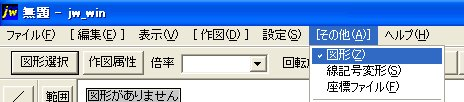 jw 無題 - jw_win
ファイル(F) [編集(E)] 表示(V) [作図(D)] 設定(S) [その他(A)] ヘルプ(H)
図形選択 作図属性 倍率
✓ 図形(Z)
線記号変形(S)
座標ファイル(F)
／ 範囲 図形がありません